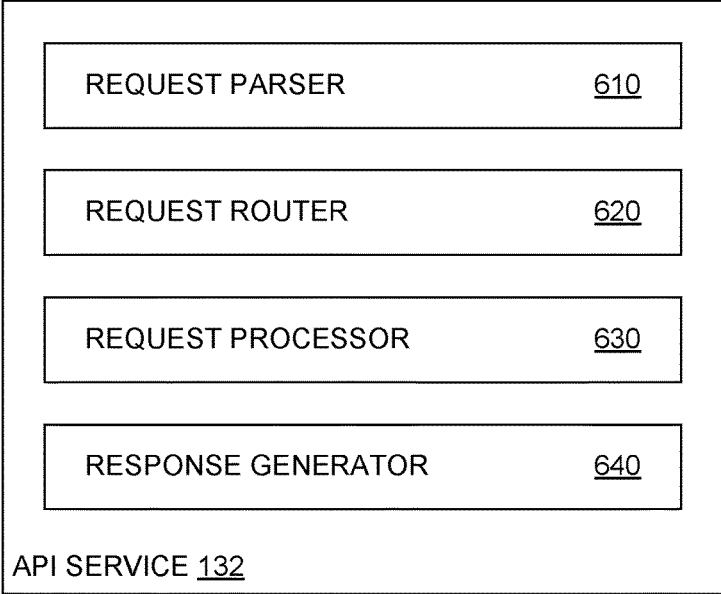 REQUEST PARSER 610
REQUEST ROUTER 620
REQUEST PROCESSOR 630
RESPONSE GENERATOR 640
API SERVICE 132